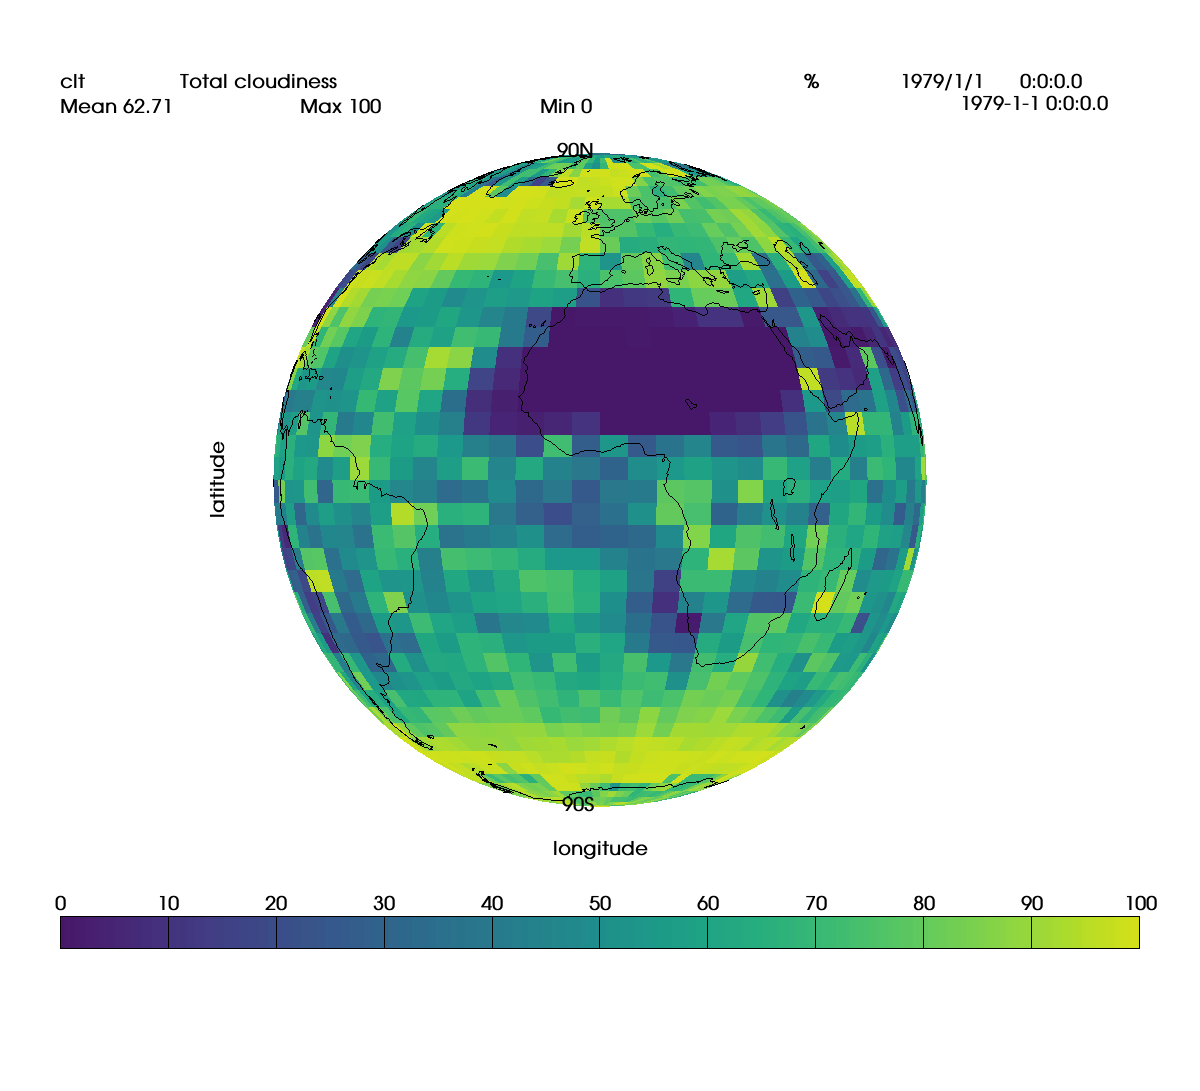 clt Total cloudiness % 1979/1/1 0:0:0.0
Mean 62.71 Max 100 Min 0 1979-1-1 0:0:0.0
90N
latitude
90S
longitude
0 10 20 30 40 50 60 70 80 90 100